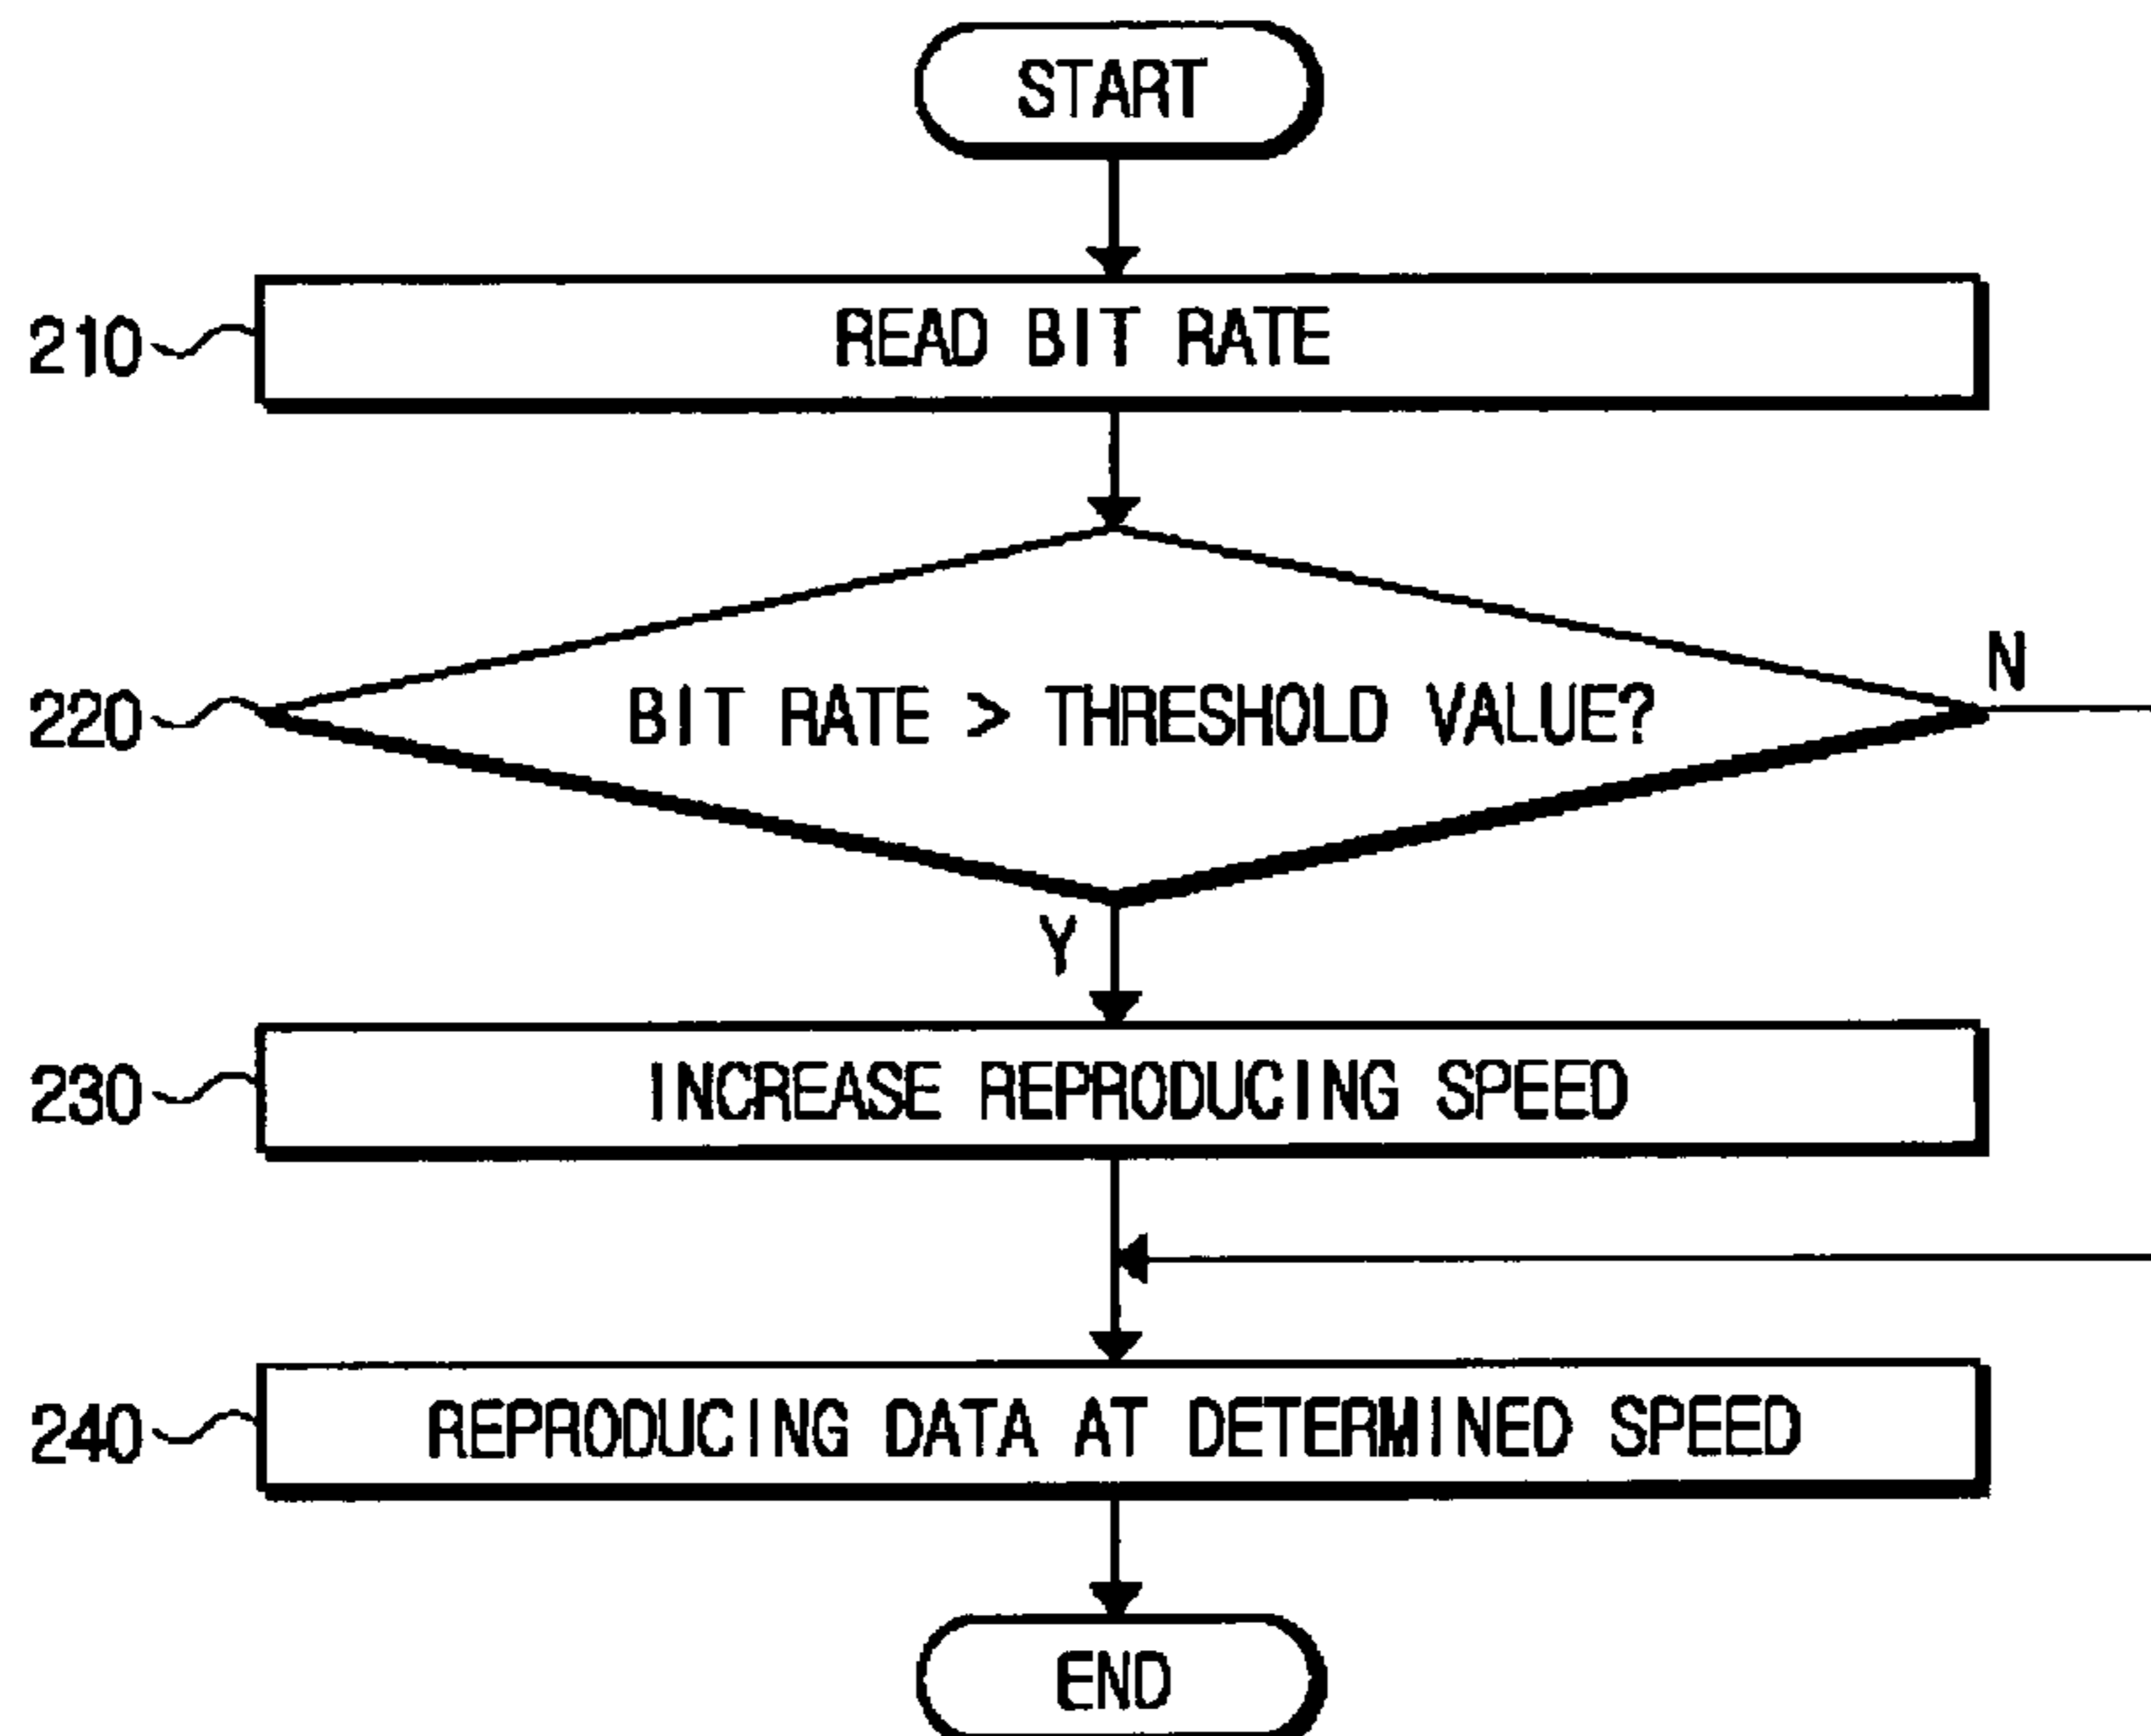 START
210
READ BIT RATE
220
BIT RATE > THRESHOLD VALUE?
N
Y
230
INCREASE REPRODUCING SPEED
240
REPRODUCING DATA AT DETERMINED SPEED
END